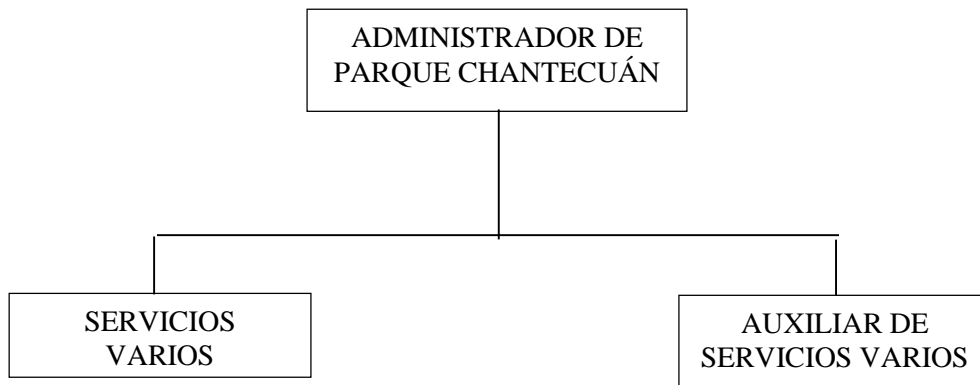 ADMINISTRADOR DE
PARQUE CHANTECUÁN
SERVICIOS
VARIOS
AUXILIAR DE
SERVICIOS VARIOS